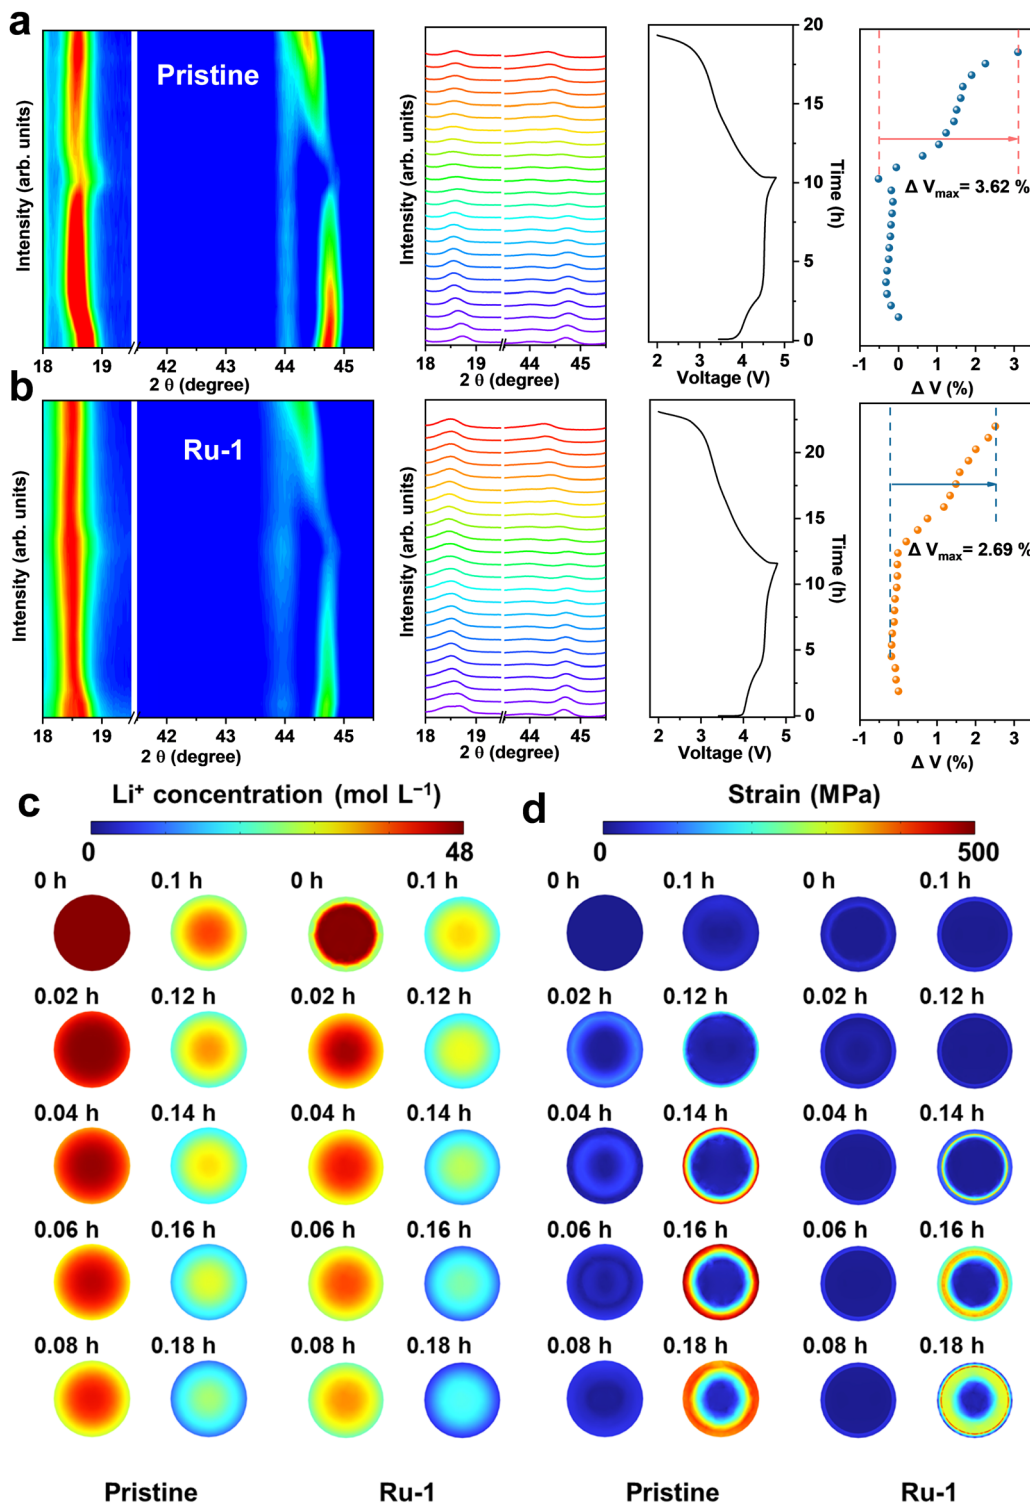 a
Pristine
Intensity (arb. units)
18 19 42 43 44 45
2 θ (degree)
Intensity (arb. units)
18 19 44 45
2 θ (degree)
2 3 4 5
Voltage (V)
0
5
10
15
20
Time (h)
Δ Vmax= 3.62 %
-1 0 1 2 3
Δ V (%)
b
Ru-1
Intensity (arb. units)
18 19 42 43 44 45
2 θ (degree)
Intensity (arb. units)
18 19 44 45
2 θ (degree)
2 3 4 5
Voltage (V)
0
5
10
15
20
Time (h)
Δ Vmax= 2.69 %
-1 0 1 2 3
Δ V (%)
c
Li⁺ concentration (mol L⁻¹)
0 48
0 h 0.1 h 0 h 0.1 h
0.02 h 0.12 h 0.02 h 0.12 h
0.04 h 0.14 h 0.04 h 0.14 h
0.06 h 0.16 h 0.06 h 0.16 h
0.08 h 0.18 h 0.08 h 0.18 h
Pristine Ru-1
d
Strain (MPa)
0 500
0 h 0.1 h 0 h 0.1 h
0.02 h 0.12 h 0.02 h 0.12 h
0.04 h 0.14 h 0.04 h 0.14 h
0.06 h 0.16 h 0.06 h 0.16 h
0.08 h 0.18 h 0.08 h 0.18 h
Pristine Ru-1